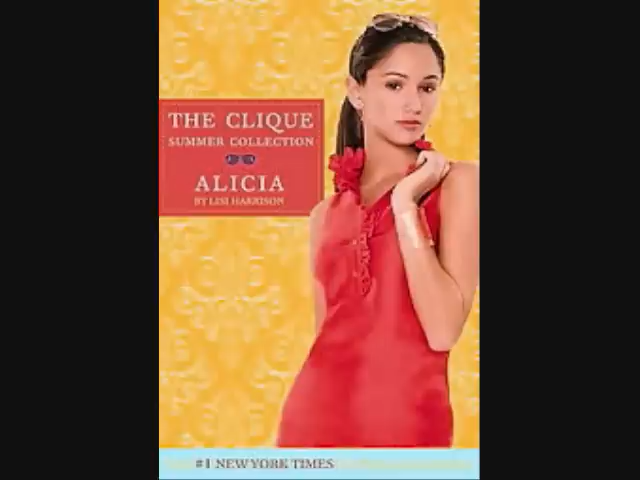 THE CLIQUE
SUMMER COLLECTION
ALICIA
BY LISI HARRISON
#1 NEW YORK TIMES